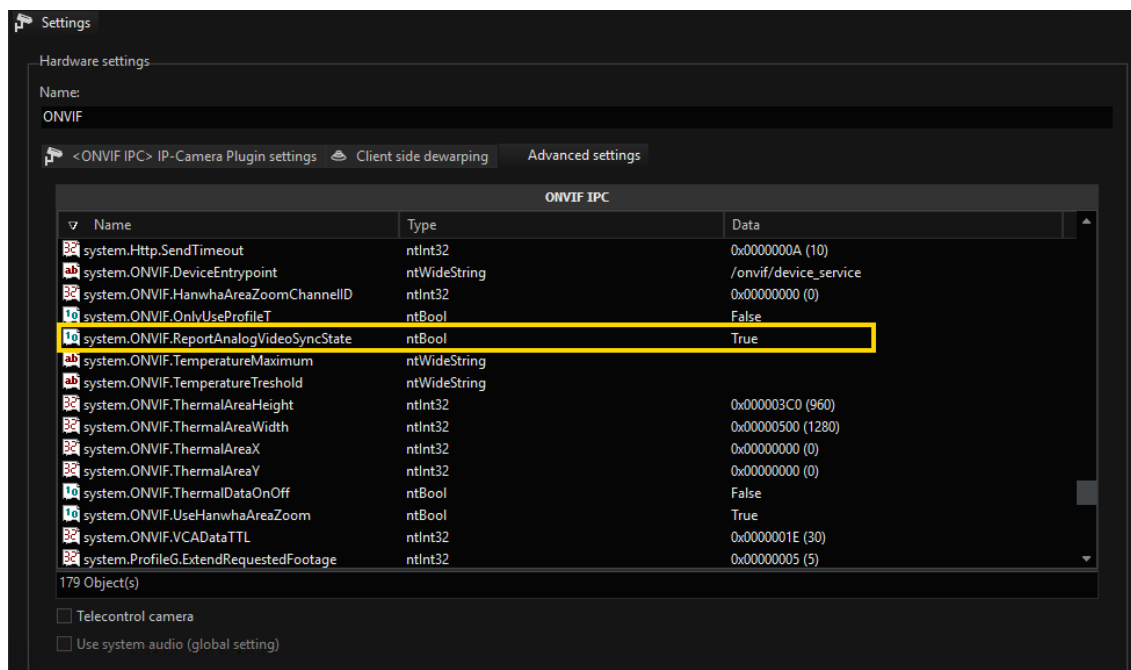 Settings
Hardware settings
Name:
ONVIF
<ONVIF IPC> IP-Camera Plugin settings Client side dewarping Advanced settings
ONVIF IPC
Name Type Data
system.Http.SendTimeout ntInt32 0x0000000A (10)
system.ONVIF.DeviceEntrypoint ntWideString /onvif/device_service
system.ONVIF.HanwhaAreaZoomChannelID ntInt32 0x00000000 (0)
system.ONVIF.OnlyUseProfileT ntBool False
system.ONVIF.ReportAnalogVideoSyncState ntBool True
system.ONVIF.TemperatureMaximum ntWideString
system.ONVIF.TemperatureTreshold ntWideString
system.ONVIF.ThermalAreaHeight ntInt32 0x000003C0 (960)
system.ONVIF.ThermalAreaWidth ntInt32 0x00000500 (1280)
system.ONVIF.ThermalAreaX ntInt32 0x00000000 (0)
system.ONVIF.ThermalAreaY ntInt32 0x00000000 (0)
system.ONVIF.ThermalDataOnOff ntBool False
system.ONVIF.UseHanwhaAreaZoom ntBool True
system.ONVIF.VCADataTTL ntInt32 0x0000001E (30)
system.ProfileG.ExtendRequestedFootage ntInt32 0x00000005 (5)
179 Object(s)
Telecontrol camera
Use system audio (global setting)